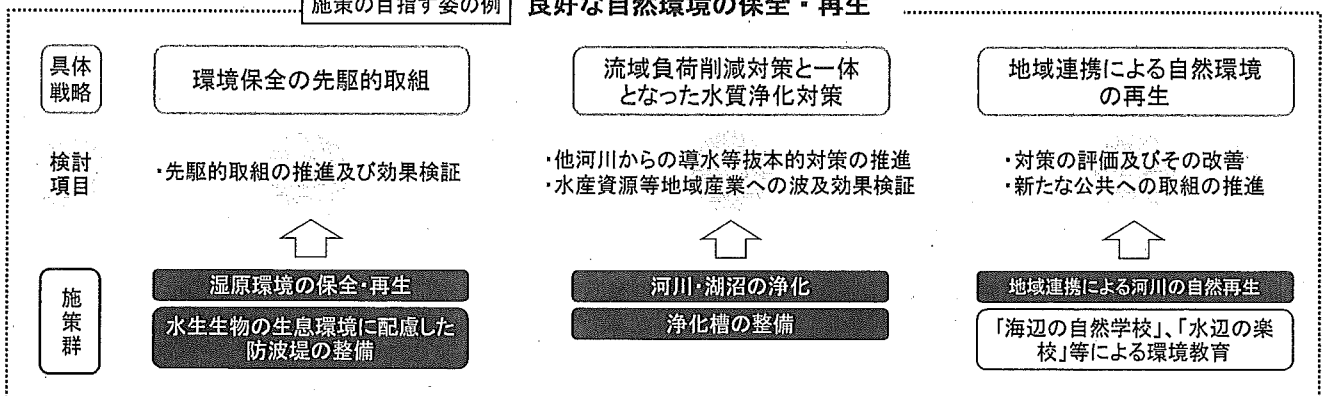 施策の目指す姿の例 良好な自然環境の保全・再生
具体
戦略
環境保全の先駆的取組
流域負荷削減対策と一体
となった水質浄化対策
地域連携による自然環境
の再生
検討
項目
・先駆的取組の推進及び効果検証
・他河川からの導水等抜本的対策の推進
・水産資源等地域産業への波及効果検証
・対策の評価及びその改善
・新たな公共への取組の推進
施
策
群
湿原環境の保全・再生
水生生物の生息環境に配慮した
防波堤の整備
河川・湖沼の浄化
浄化槽の整備
地域連携による河川の自然再生
「海辺の自然学校」、「水辺の楽
校」等による環境教育